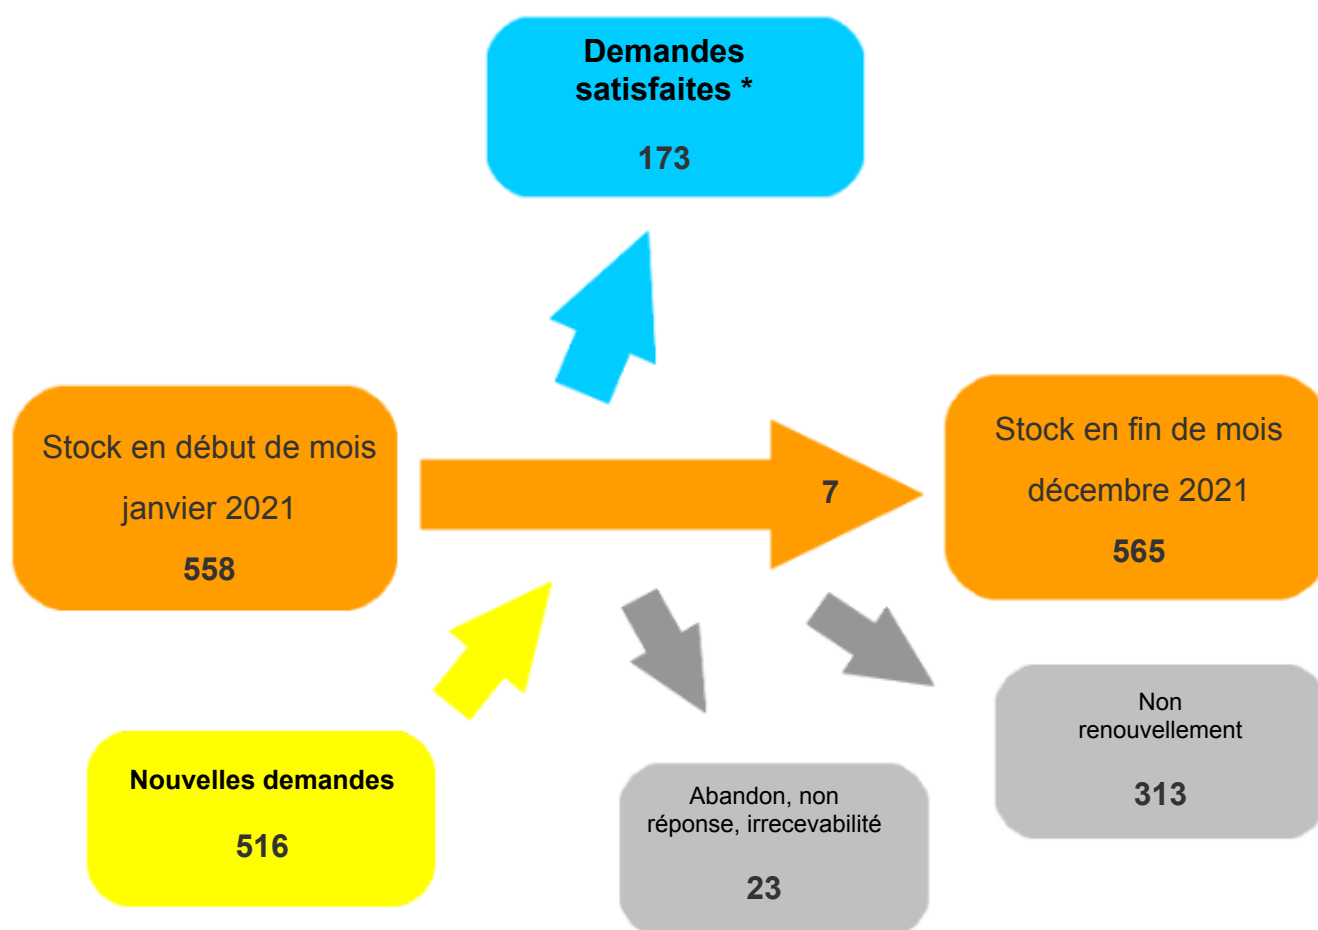 Demandes
satisfaites *
173
Stock en début de mois
janvier 2021
558
7
Stock en fin de mois
décembre 2021
565
Nouvelles demandes
516
Abandon, non
réponse, irrecevabilité
23
Non
renouvellement
313